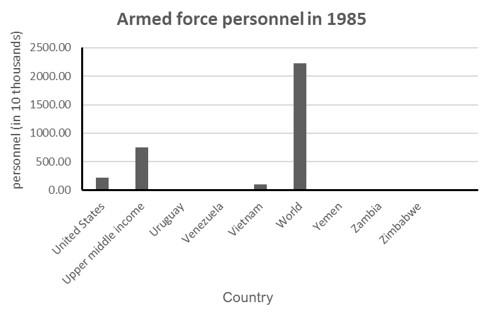 Armed force personnel in 1985
personnel (in 10 thousands)
2500.00
2000.00
1500.00
1000.00
500.00
0.00
United States
Upper middle income
Uruguay
Venezuela
Vietnam
World
Yemen
Zambia
Zimbabwe
Country